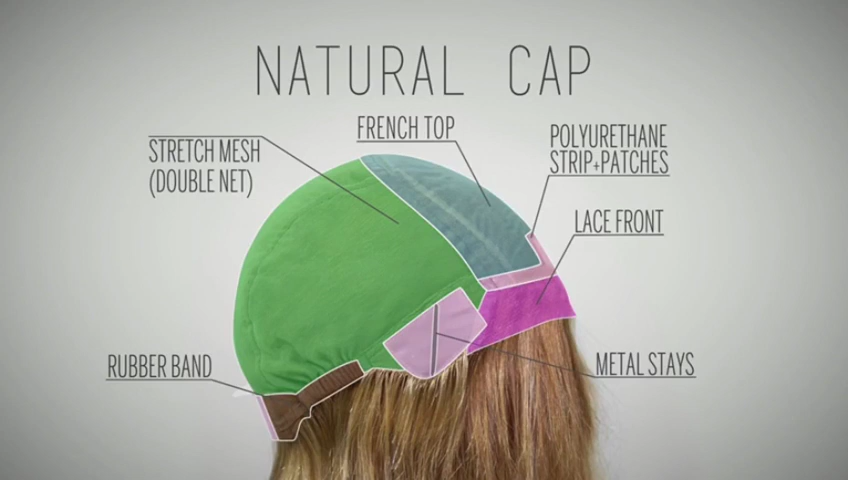 NATURAL CAP
FRENCH TOP
STRETCH MESH
(DOUBLE NET)
POLYURETHANE
STRIP+PATCHES
LACE FRONT
RUBBER BAND
METAL STAYS